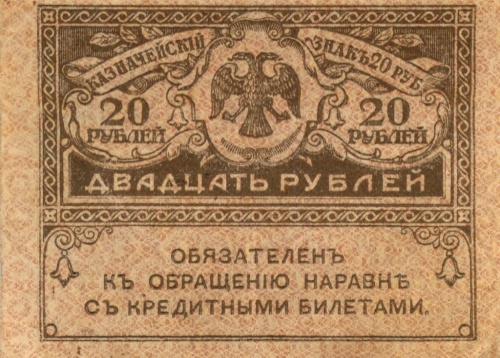 КАЗНАЧЕЙСКІЙ ЗНАКЪ 20 РУБ.
20 20
РУБЛЕЙ РУБЛЕЙ
ДВАДЦАТЬ РУБЛЕЙ
ОБЯЗАТЕЛЕНЪ
КЪ ОБРАЩЕНІЮ НАРАВНѢ
СЪ КРЕДИТНЫМИ БИЛЕТАМИ.